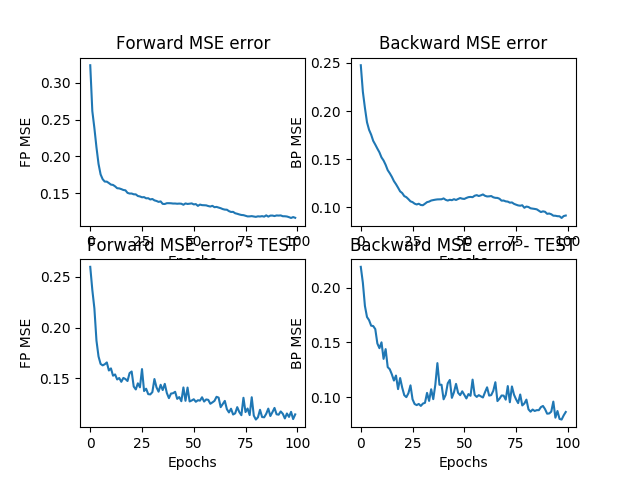 Forward MSE error
Backward MSE error
FP MSE
0.30
0.25
0.20
0.15
BP MSE
0.25
0.20
0.15
0.10
0 25 50 75 100
Epochs
0 25 50 75 100
Epochs
Forward MSE error - TEST
Backward MSE error - TEST
FP MSE
0.25
0.20
0.15
BP MSE
0.20
0.15
0.10
0 25 50 75 100
Epochs
0 25 50 75 100
Epochs